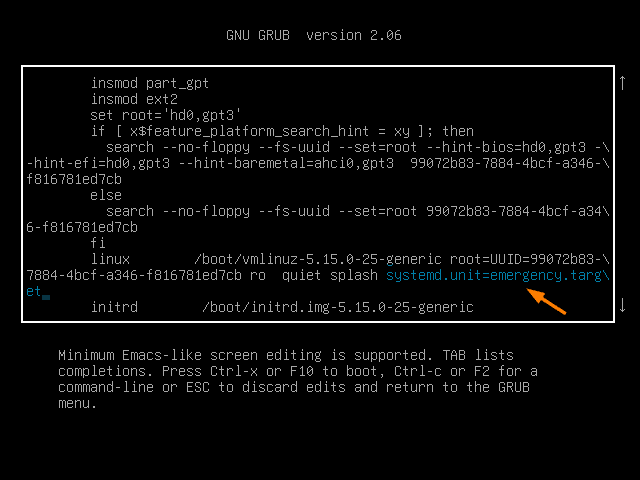 GNU GRUB  version 2.06
insmod part_gpt
insmod ext2
set root='hd0,gpt3'
if [ x$feature_platform_search_hint = xy ]; then
search --no-floppy --fs-uuid --set=root --hint-bios=hd0,gpt3 -\
-hint-efi=hd0,gpt3 --hint-baremetal=ahci0,gpt3  99072b83-7884-4bcf-a346-\
f816781ed7cb
else
search --no-floppy --fs-uuid --set=root 99072b83-7884-4bcf-a34\
6-f816781ed7cb
fi
linux        /boot/vmlinuz-5.15.0-25-generic root=UUID=99072b83-\
7884-4bcf-a346-f816781ed7cb ro  quiet splash systemd.unit=emergency.targ\
et
initrd        /boot/initrd.img-5.15.0-25-generic
Minimum Emacs-like screen editing is supported. TAB lists
completions. Press Ctrl-x or F10 to boot, Ctrl-c or F2 for a
command-line or ESC to discard edits and return to the GRUB
menu.